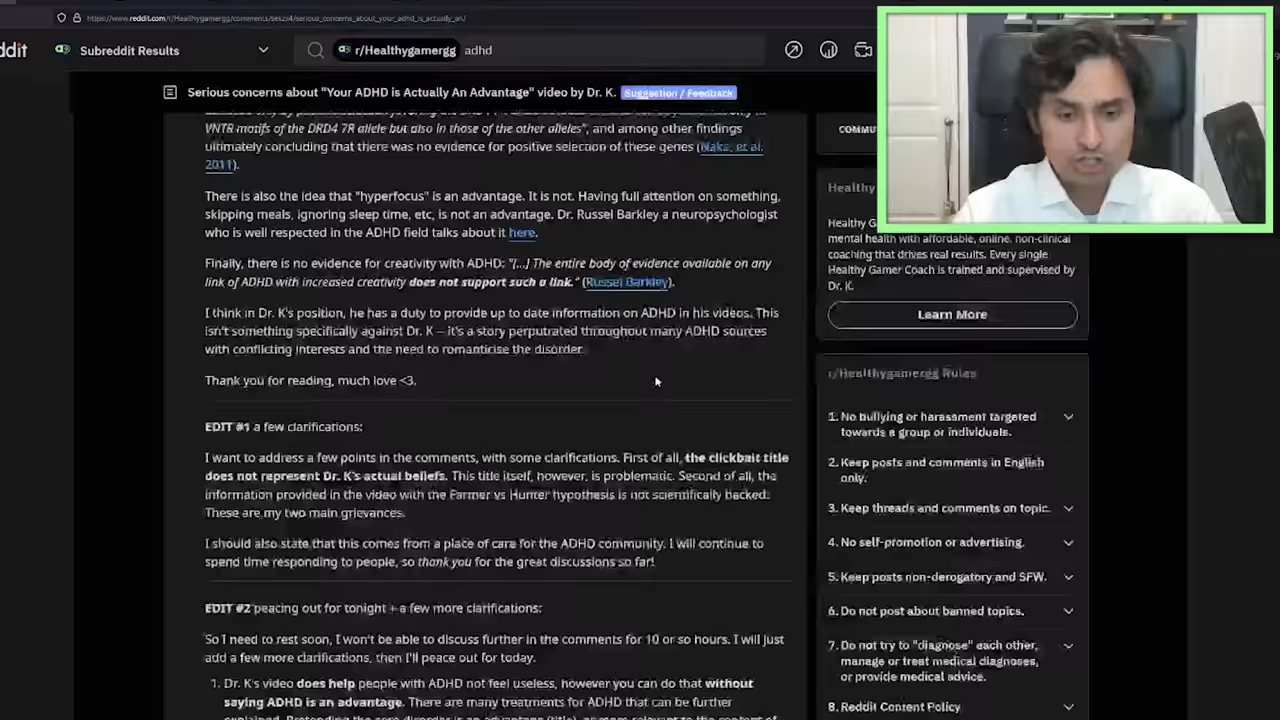 https://www.reddit.com/r/Healthygamergg/comments/sekzs4/serious_concerns_about_your_adhd_is_actually_an/
ddit
Subreddit Results
r/Healthygamergg
adhd
Serious concerns about "Your ADHD is Actually An Advantage" video by Dr. K.
Suggestion / Feedback
VNTR motifs of the DRD4 7R allele but also in those of the other alleles", and among other findings
ultimately concluding that there was no evidence for positive selection of these genes (Naka, et al.
2011).
There is also the idea that "hyperfocus" is an advantage. It is not. Having full attention on something,
skipping meals, ignoring sleep time, etc, is not an advantage. Dr. Russel Barkley a neuropsychologist
who is well respected in the ADHD field talks about it here.
Finally, there is no evidence for creativity with ADHD: "[...] The entire body of evidence available on any
link of ADHD with increased creativity does not support such a link." (Russel Barkley).
I think in Dr. K's position, he has a duty to provide up to date information on ADHD in his videos. This
isn't something specifically against Dr. K – it's a story perputrated throughout many ADHD sources
with conflicting interests and the need to romanticise the disorder.
Thank you for reading, much love <3.
EDIT #1 a few clarifications:
I want to address a few points in the comments, with some clarifications. First of all, the clickbait title
does not represent Dr. K's actual beliefs. This title itself, however, is problematic. Second of all, the
information provided in the video with the Farmer vs Hunter hypothesis is not scientifically backed.
These are my two main grievances.
I should also state that this comes from a place of care for the ADHD community. I will continue to
spend time responding to people, so thank you for the great discussions so far!
EDIT #2 peacing out for tonight + a few more clarifications:
So I need to rest soon, I won't be able to discuss further in the comments for 10 or so hours. I will just
add a few more clarifications, then I'll peace out for today.
1. Dr. K's video does help people with ADHD not feel useless, however you can do that without
saying ADHD is an advantage. There are many treatments for ADHD that can be further
COMMU
Healthy
Healthy G
mental health with affordable, online, non-clinical
coaching that drives real results. Every single
Healthy Gamer Coach is trained and supervised by
Dr. K.
Learn More
r/Healthygamergg Rules
1. No bullying or harassment targeted
towards a group or individuals.
2. Keep posts and comments in English
only.
3. Keep threads and comments on topic.
4. No self-promotion or advertising.
5. Keep posts non-derogatory and SFW.
6. Do not post about banned topics.
7. Do not try to "diagnose" each other,
manage or treat medical diagnoses,
or provide medical advice.
8. Reddit Content Policy